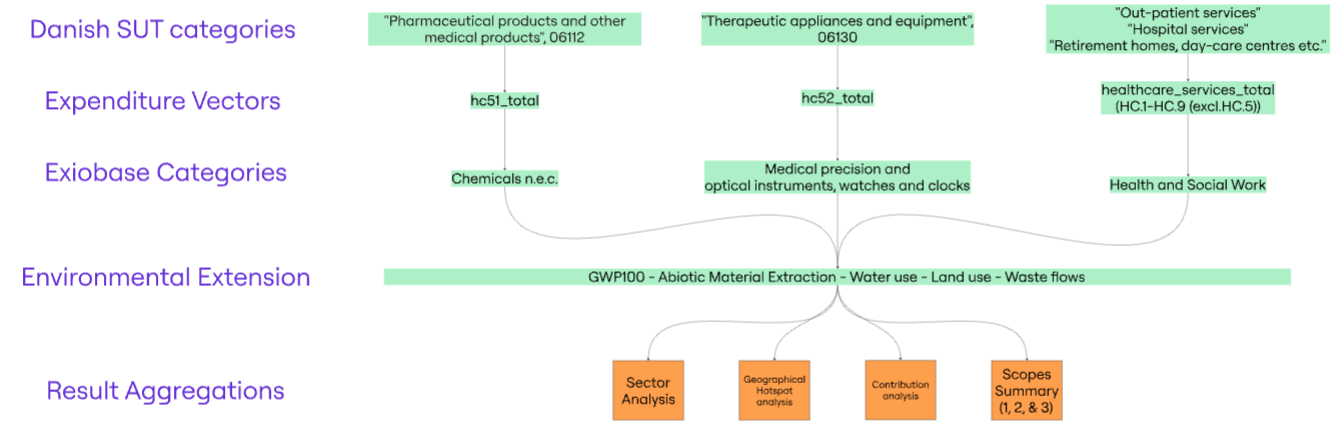 Danish SUT categories
"Pharmaceutical products and other
medical products", 06112
"Therapeutic appliances and equipment",
06130
"Out-patient services"
"Hospital services"
"Retirement homes, day-care centres etc."
Expenditure Vectors
hc51_total
hc52_total
healthcare_services_total
(HC.1-HC.9 (excl.HC.5))
Exiobase Categories
Chemicals n.e.c.
Medical precision and
optical instruments, watches and clocks
Health and Social Work
Environmental Extension
GWP100 - Abiotic Material Extraction - Water use - Land use - Waste flows
Result Aggregations
Sector
Analysis
Geographical
Hotspot
analysis
Contribution
analysis
Scopes
Summary
(1, 2, & 3)